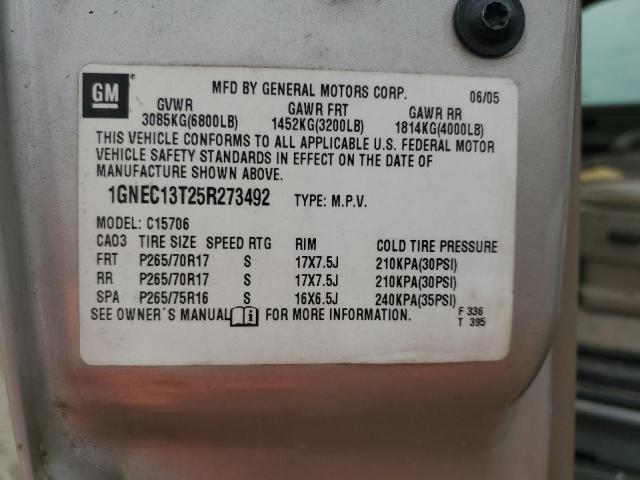 GM
MFD BY GENERAL MOTORS CORP. 06/05
GVWR GAWR FRT GAWR RR
3085KG(6800LB) 1452KG(3200LB) 1814KG(4000LB)
THIS VEHICLE CONFORMS TO ALL APPLICABLE U.S. FEDERAL MOTOR
VEHICLE SAFETY STANDARDS IN EFFECT ON THE DATE OF
MANUFACTURE SHOWN ABOVE.
1GNEC13T25R273492 TYPE: M.P.V.
MODEL: C15706
CA03 TIRE SIZE SPEED RTG RIM COLD TIRE PRESSURE
FRT P265/70R17 S 17X7.5J 210KPA(30PSI)
RR P265/70R17 S 17X7.5J 210KPA(30PSI)
SPA P265/75R16 S 16X6.5J 240KPA(35PSI)
SEE OWNER'S MANUAL i FOR MORE INFORMATION. F 336
T 395